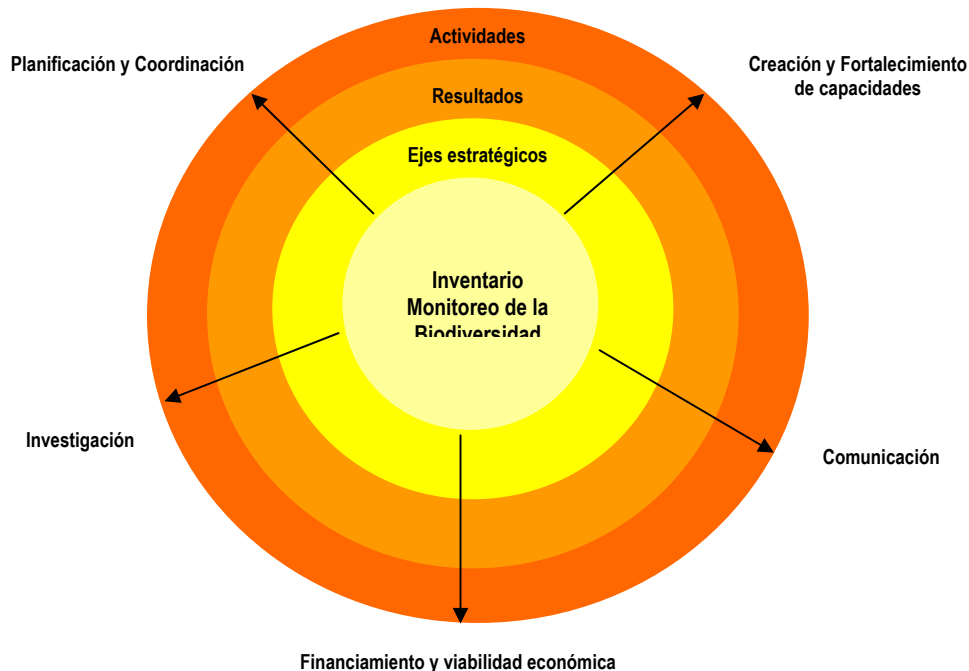 Actividades
Planificación y Coordinación
Creación y Fortalecimiento
de capacidades
Resultados
Ejes estratégicos
Inventario
Monitoreo de la
Biodiversidad
Investigación
Comunicación
Financiamiento y viabilidad económica